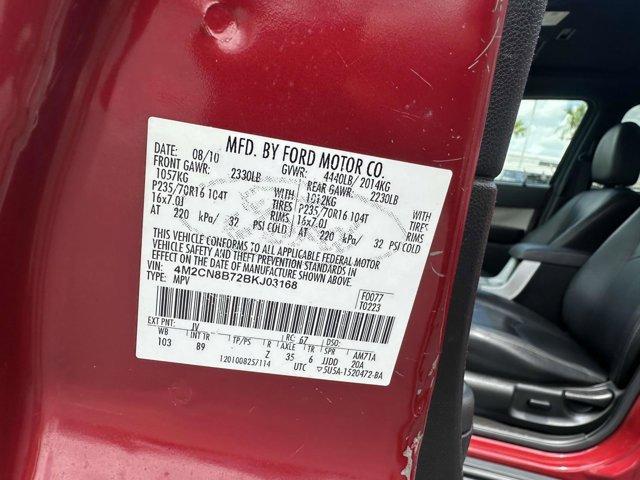 MFD. BY FORD MOTOR CO.
DATE: 08/10 GVWR: 4440LB/ 2014KG
FRONT GAWR: 2330LB REAR GAWR: 2230LB
1057KG WITH 1012KG WITH
P235/70R16 104T TIRES P235/70R16 104T TIRES
16x7.0J RIMS 16x7.0J RIMS
AT 220 kPa/ 32 PSI COLD AT 220 kPa/ 32 PSI COLD
THIS VEHICLE CONFORMS TO ALL APPLICABLE FEDERAL MOTOR
VEHICLE SAFETY AND THEFT PREVENTION STANDARDS IN
EFFECT ON THE DATE OF MANUFACTURE SHOWN ABOVE.
VIN: 4M2CN8B72BKJ03168
TYPE: MPV
F0077
T0223
EXT PNT: JV RC: 67 DSO:
WB INT TR TP/PS R AXLE TR SPR AM71A
103 B9 Z 35 6 JJDD 20A
12010082S7114 UTC ▽5U5A-1520472-BA